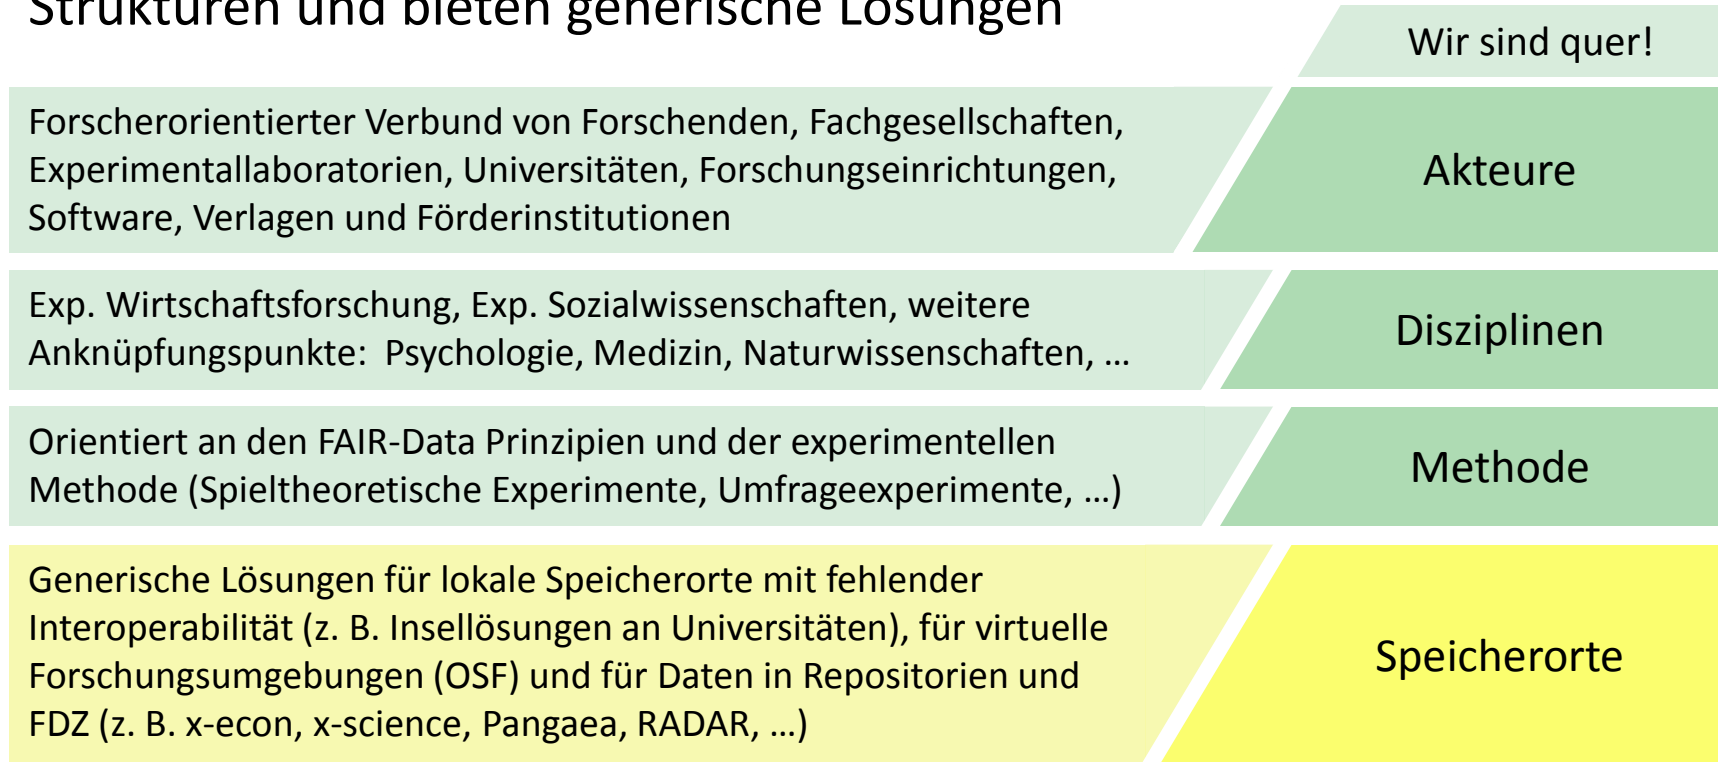 Strukturen und bieten generische Lösungen
Wir sind quer!
Forscherorientierter Verbund von Forschenden, Fachgesellschaften,
Experimentallaboratorien, Universitäten, Forschungseinrichtungen,
Software, Verlagen und Förderinstitutionen
Akteure
Exp. Wirtschaftsforschung, Exp. Sozialwissenschaften, weitere
Anknüpfungspunkte:  Psychologie, Medizin, Naturwissenschaften, …
Disziplinen
Orientiert an den FAIR-Data Prinzipien und der experimentellen
Methode (Spieltheoretische Experimente, Umfrageexperimente, …)
Methode
Generische Lösungen für lokale Speicherorte mit fehlender
Interoperabilität (z. B. Insellösungen an Universitäten), für virtuelle
Forschungsumgebungen (OSF) und für Daten in Repositorien und
FDZ (z. B. x-econ, x-science, Pangaea, RADAR, …)
Speicherorte